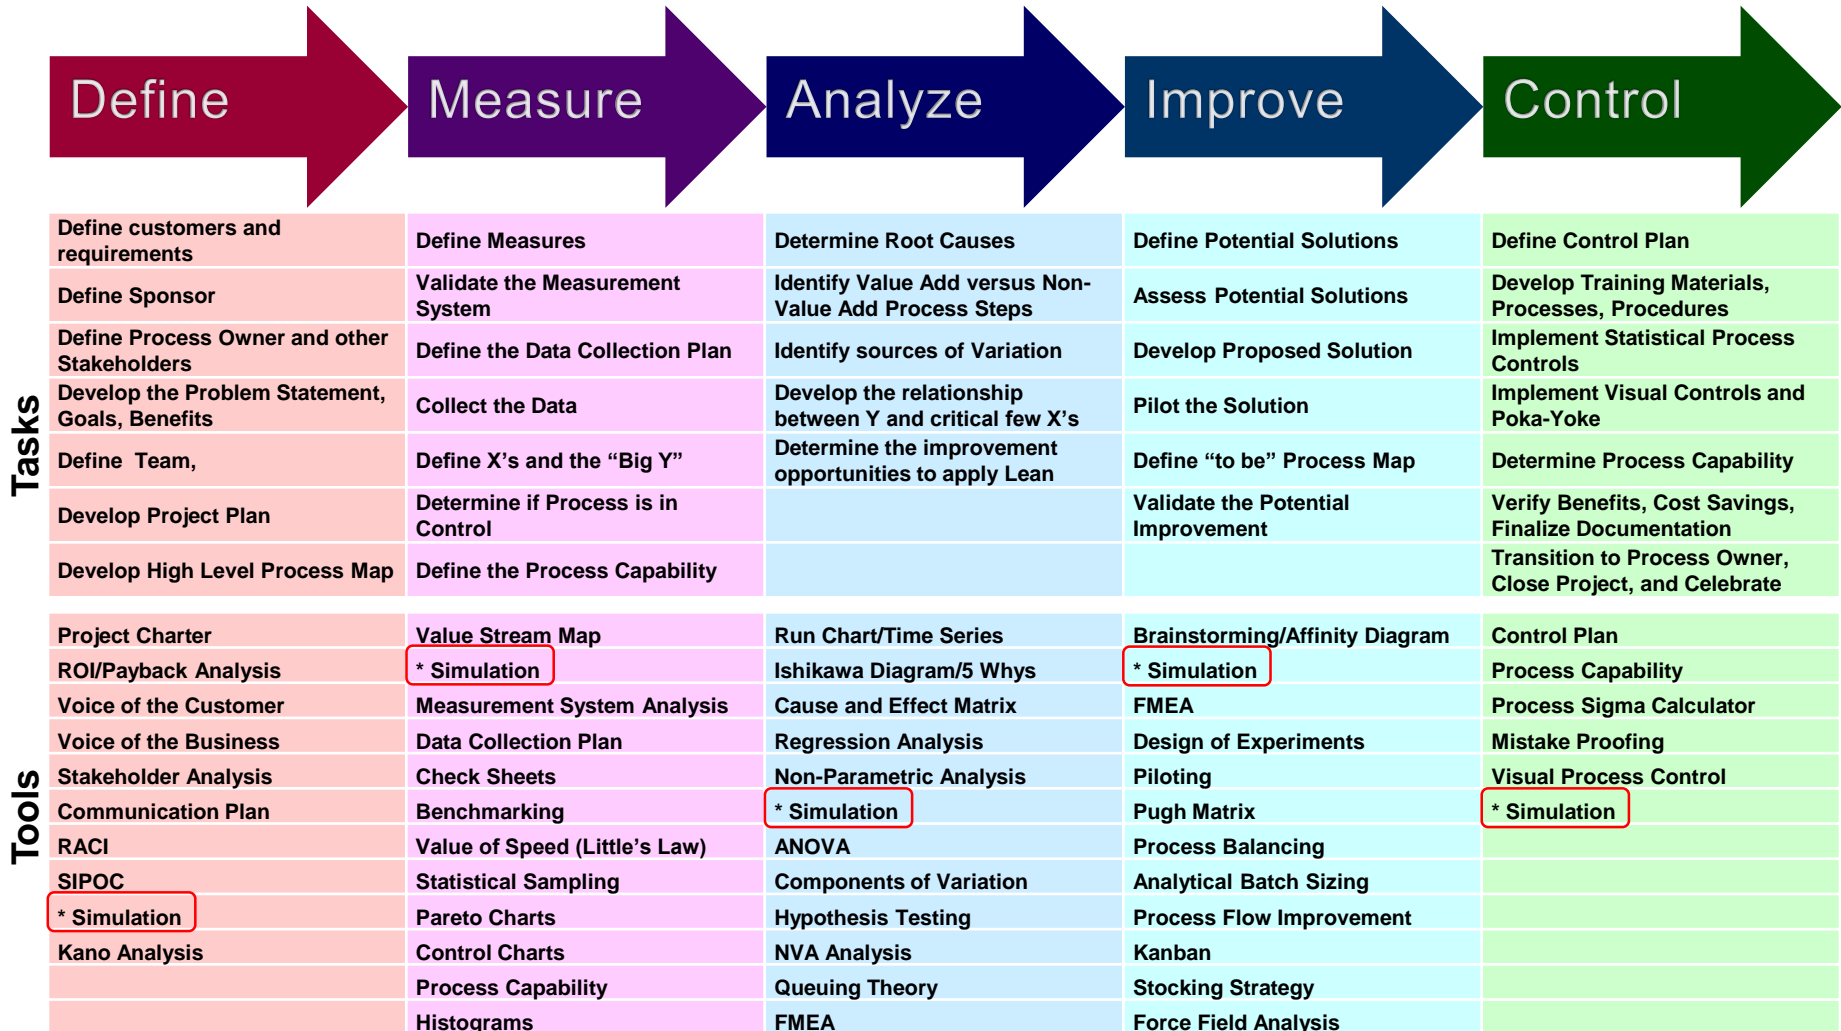 Define
Measure
Analyze
Improve
Control
Tasks
Define customers and
requirements
Define Measures
Determine Root Causes
Define Potential Solutions
Define Control Plan
Define Sponsor
Validate the Measurement
System
Identify Value Add versus Non-
Value Add Process Steps
Assess Potential Solutions
Develop Training Materials,
Processes, Procedures
Define Process Owner and other
Stakeholders
Define the Data Collection Plan
Identify sources of Variation
Develop Proposed Solution
Implement Statistical Process
Controls
Develop the Problem Statement,
Goals, Benefits
Collect the Data
Develop the relationship
between Y and critical few X’s
Pilot the Solution
Implement Visual Controls and
Poka-Yoke
Define Team,
Define X’s and the “Big Y”
Determine the improvement
opportunities to apply Lean
Define “to be” Process Map
Determine Process Capability
Develop Project Plan
Determine if Process is in
Control
Validate the Potential
Improvement
Verify Benefits, Cost Savings,
Finalize Documentation
Develop High Level Process Map
Define the Process Capability
Transition to Process Owner,
Close Project, and Celebrate
Tools
Project Charter
Value Stream Map
Run Chart/Time Series
Brainstorming/Affinity Diagram
Control Plan
ROI/Payback Analysis
* Simulation
Ishikawa Diagram/5 Whys
* Simulation
Process Capability
Voice of the Customer
Measurement System Analysis
Cause and Effect Matrix
FMEA
Process Sigma Calculator
Voice of the Business
Data Collection Plan
Regression Analysis
Design of Experiments
Mistake Proofing
Stakeholder Analysis
Check Sheets
Non-Parametric Analysis
Piloting
Visual Process Control
Communication Plan
Benchmarking
* Simulation
Pugh Matrix
* Simulation
RACI
Value of Speed (Little’s Law)
ANOVA
Process Balancing
SIPOC
Statistical Sampling
Components of Variation
Analytical Batch Sizing
* Simulation
Pareto Charts
Hypothesis Testing
Process Flow Improvement
Kano Analysis
Control Charts
NVA Analysis
Kanban
Process Capability
Queuing Theory
Stocking Strategy
Histograms
FMEA
Force Field Analysis